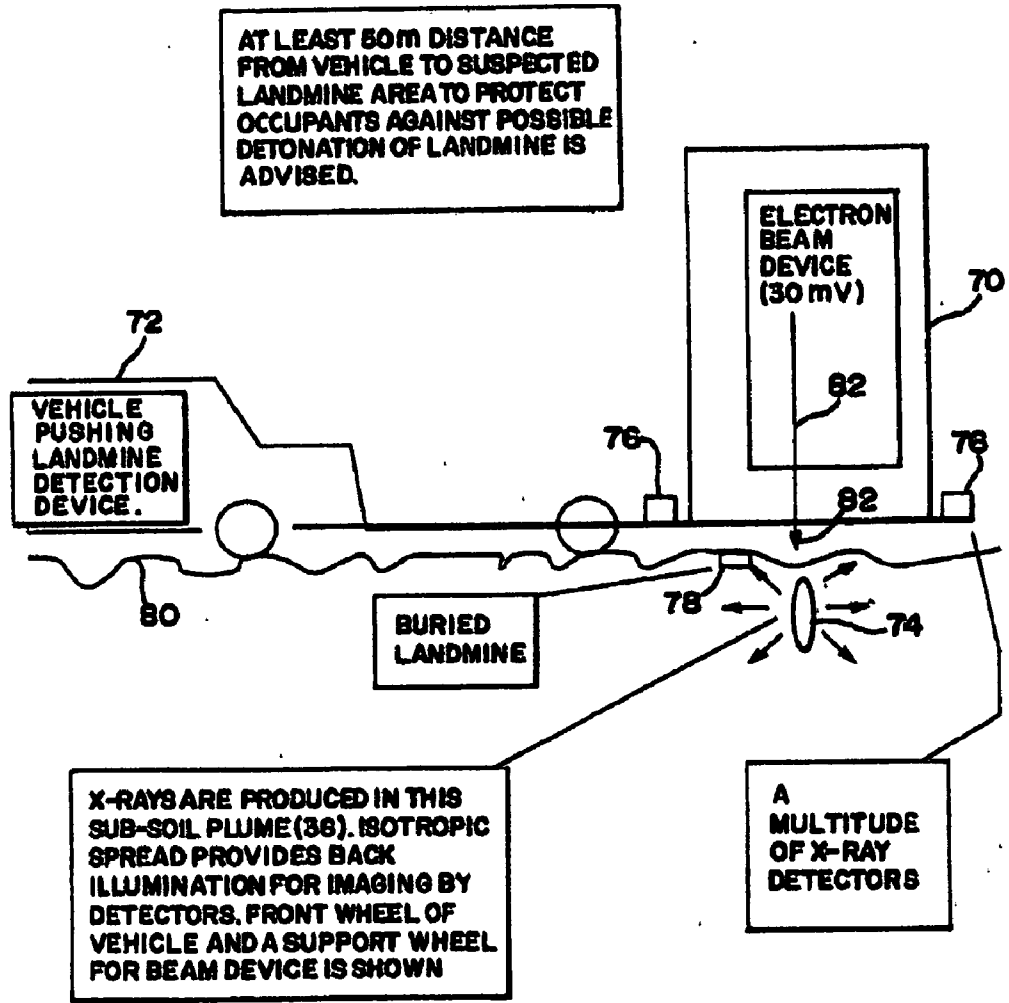 AT LEAST 50m DISTANCE
FROM VEHICLE TO SUSPECTED
LANDMINE AREA TO PROTECT
OCCUPANTS AGAINST POSSIBLE
DETONATION OF LANDMINE IS
ADVISED.
ELECTRON
BEAM
DEVICE
(30 mV)
70
72
82
VEHICLE
PUSHING
LANDMINE
DETECTION
DEVICE.
76
76
82
80
78
74
BURIED
LANDMINE
X-RAYS ARE PRODUCED IN THIS
SUB-SOIL PLUME (38). ISOTROPIC
SPREAD PROVIDES BACK
ILLUMINATION FOR IMAGING BY
DETECTORS. FRONT WHEEL OF
VEHICLE AND A SUPPORT WHEEL
FOR BEAM DEVICE IS SHOWN
A
MULTITUDE
OF X-RAY
DETECTORS